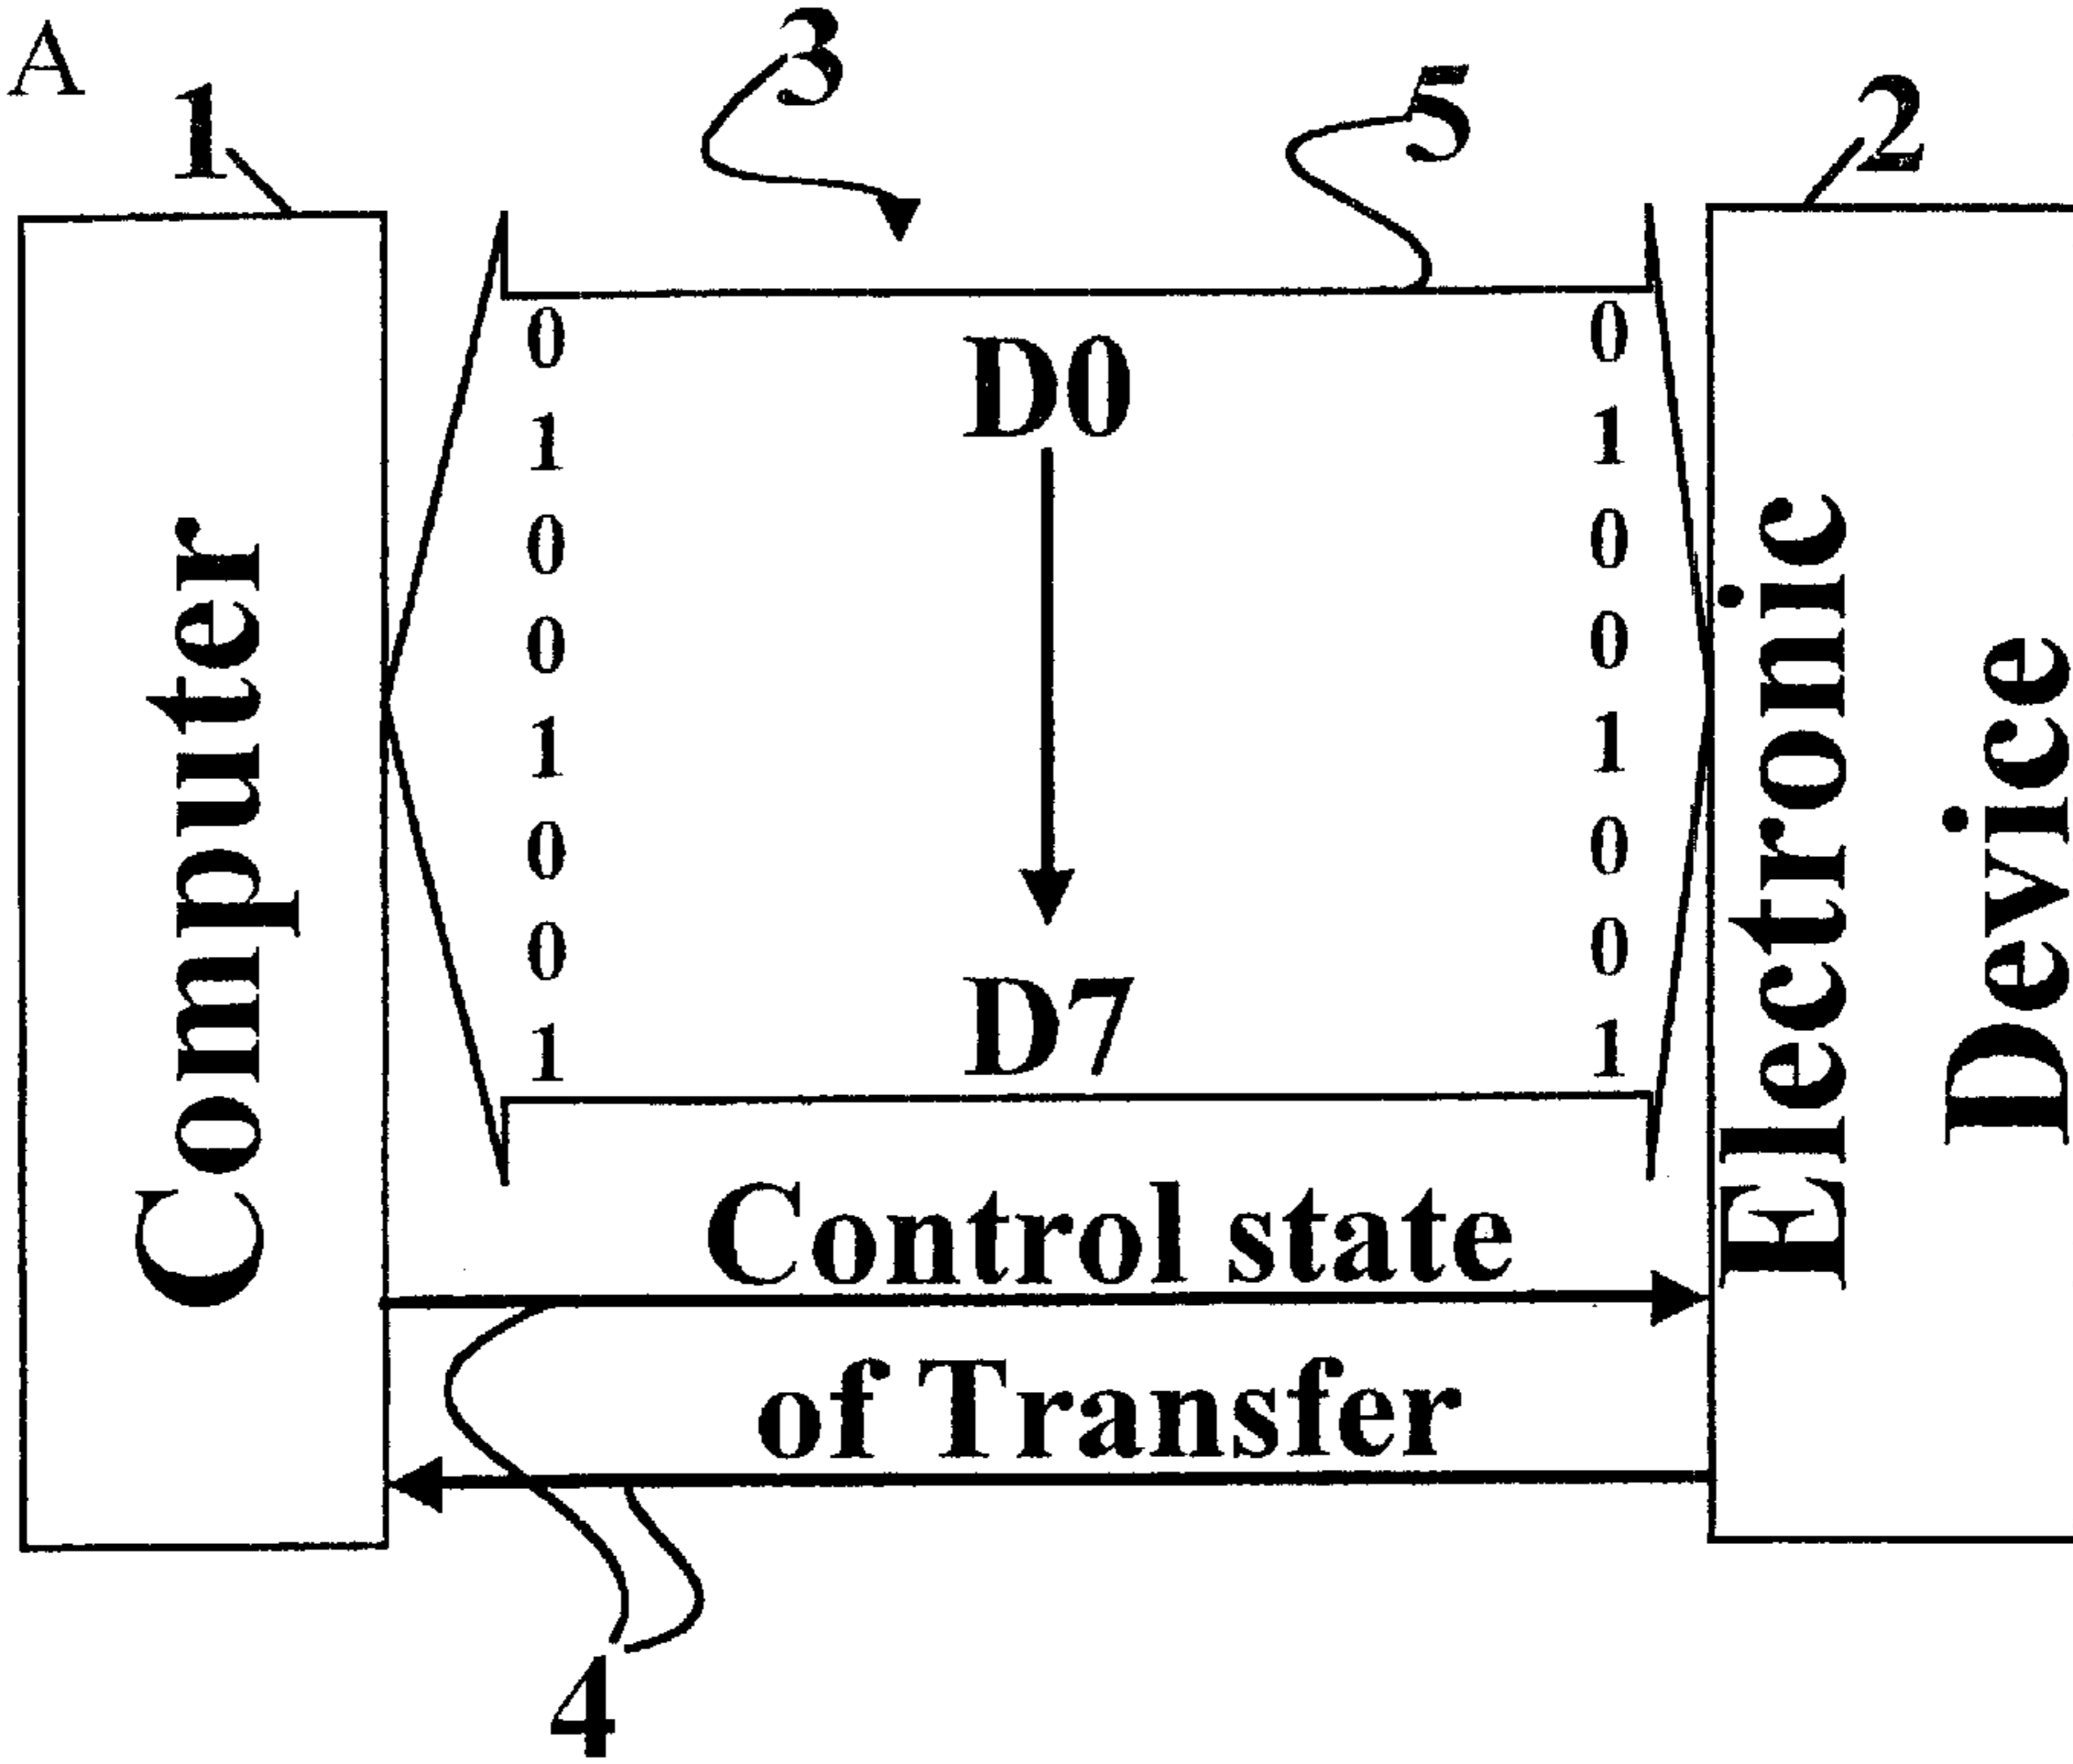 A
3
5
1
2
0 D0 0
1 1
0 0
0 0
1 1
0 0
0 0
1 D7 1
Computer
Electronic
Device
Control state
of Transfer
4